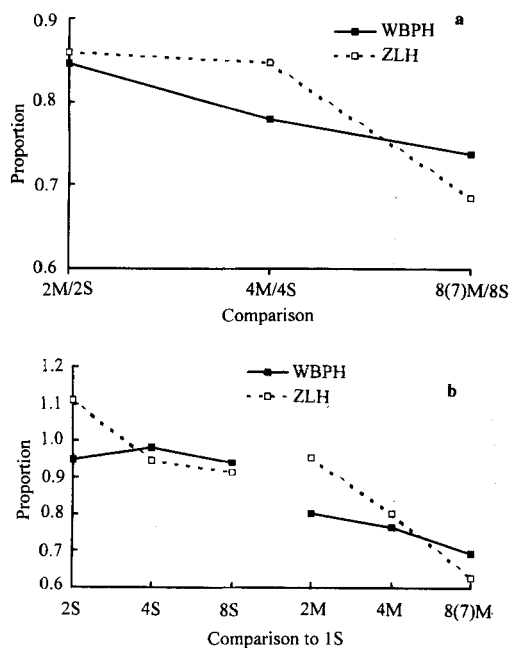 0.9
0.8
0.7
0.6
Proportion
WBPH
ZLH
a
2M/2S
4M/4S
8(7)M/8S
Comparison
1.2
1.1
1.0
0.9
0.8
0.7
0.6
Proportion
WBPH
ZLH
b
2S
4S
8S
2M
4M
8(7)M
Comparison to 1S